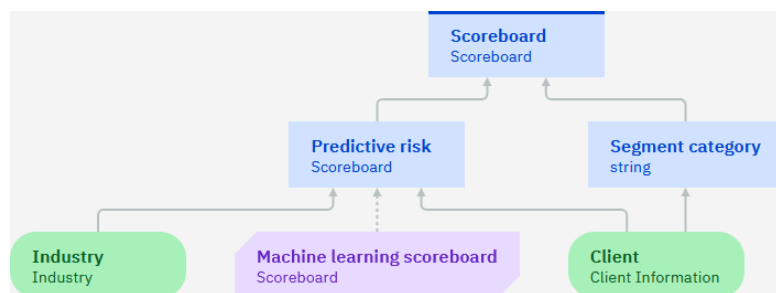 Scoreboard
Scoreboard
Predictive risk
Scoreboard
Segment category
string
Industry
Industry
Machine learning scoreboard
Scoreboard
Client
Client Information